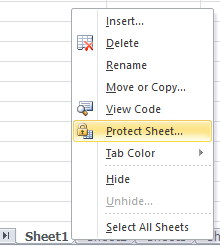 Insert...
Delete
Rename
Move or Copy...
View Code
Protect Sheet...
Tab Color
Hide
Unhide...
Select All Sheets
Sheet1